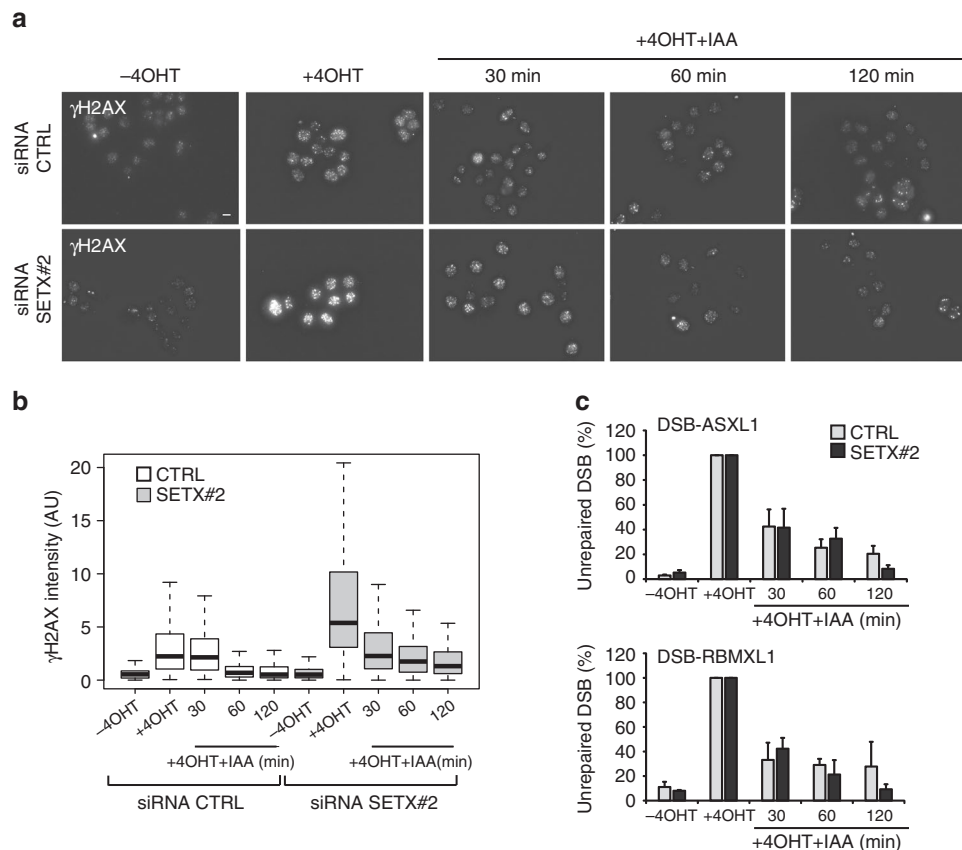 a
+4OHT+IAA
–4OHT
+4OHT
30 min
60 min
120 min
siRNA
CTRL
γH2AX
siRNA
SETX#2
γH2AX
b
γH2AX intensity (AU)
20
15
10
5
0
CTRL
SETX#2
–4OHT
+4OHT
30
60
120
–4OHT
+4OHT
30
60
120
+4OHT+IAA (min)
+4OHT+IAA(min)
siRNA CTRL
siRNA SETX#2
c
DSB-ASXL1
Unrepaired DSB (%)
120
100
80
60
40
20
0
CTRL
SETX#2
–4OHT
+4OHT
30
60
120
+4OHT+IAA (min)
DSB-RBMXL1
Unrepaired DSB (%)
120
100
80
60
40
20
0
–4OHT
+4OHT
30
60
120
+4OHT+IAA (min)